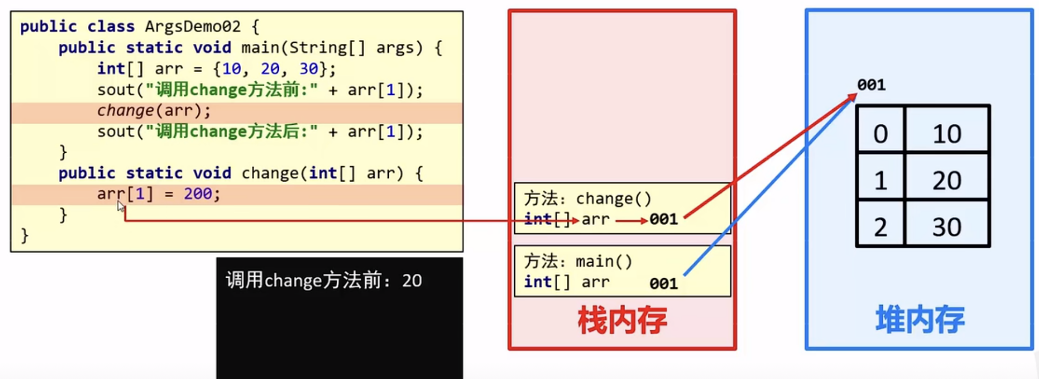 public class ArgsDemo02 {
public static void main(String[] args) {
int[] arr = {10, 20, 30};
sout("调用change方法前:" + arr[1]);
change(arr);
sout("调用change方法后:" + arr[1]);
}
public static void change(int[] arr) {
arr[1] = 200;
}
}
调用change方法前：20
方法：change()
int[] arr 001
方法：main()
int[] arr 001
栈内存
001
0 10
1 20
2 30
堆内存